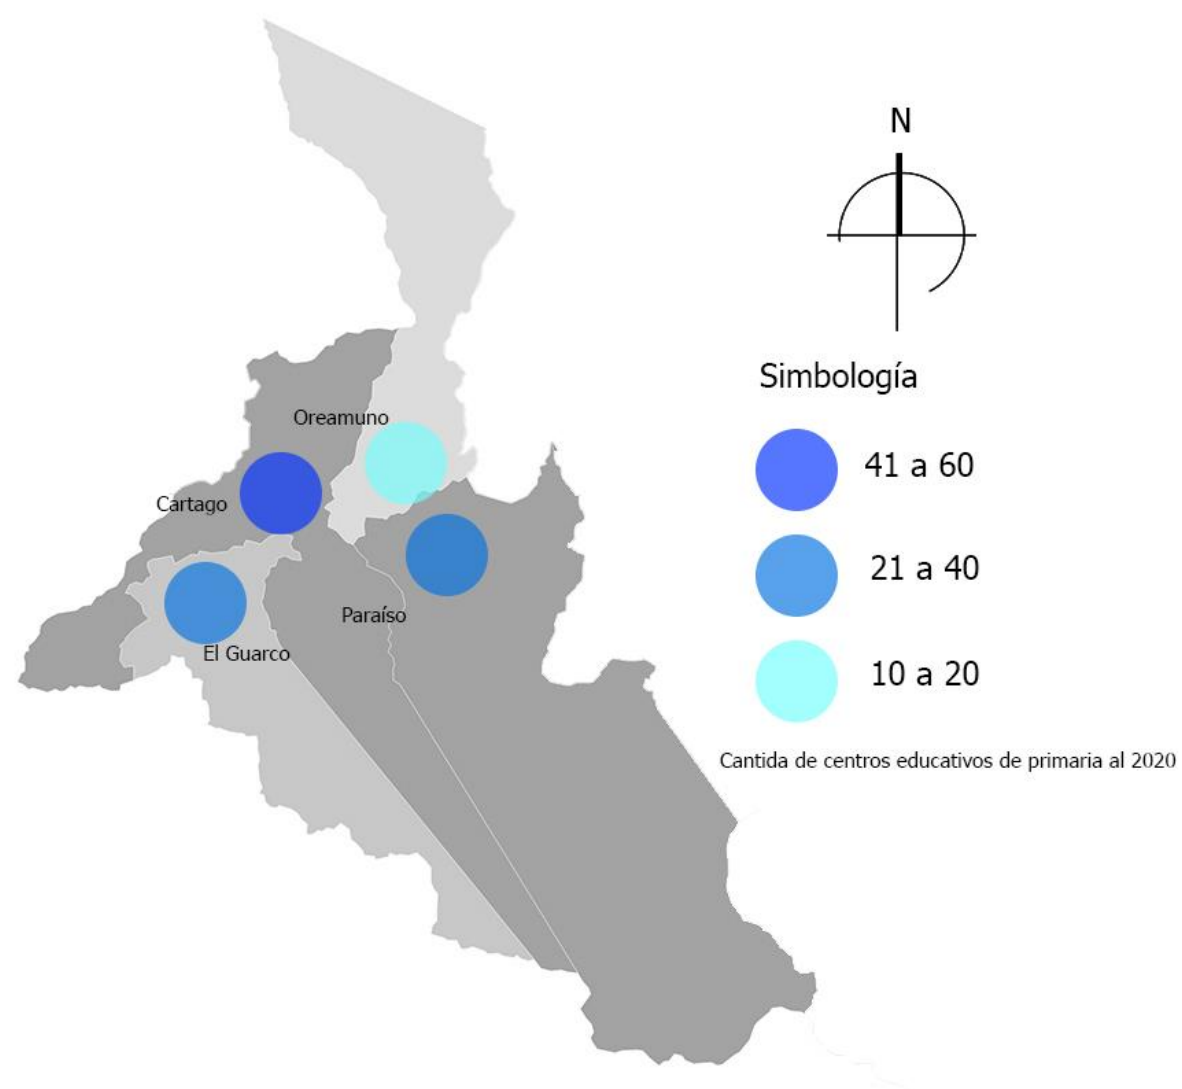 N
Simbología
Oreamuno
41 a 60
Cartago
21 a 40
Paraíso
El Guarco
10 a 20
Cantida de centros educativos de primaria al 2020